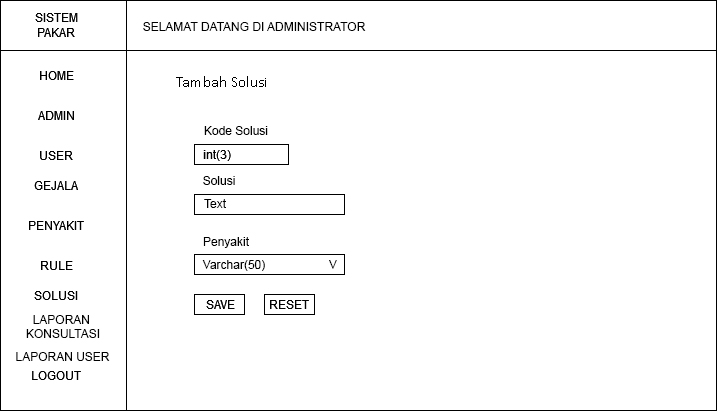 SISTEM
PAKAR
SELAMAT DATANG DI ADMINISTRATOR
HOME
ADMIN
USER
GEJALA
PENYAKIT
RULE
SOLUSI
LAPORAN
KONSULTASI
LAPORAN USER
LOGOUT
Tambah Solusi
Kode Solusi
int(3)
Solusi
Text
Penyakit
Varchar(50) V
SAVE RESET